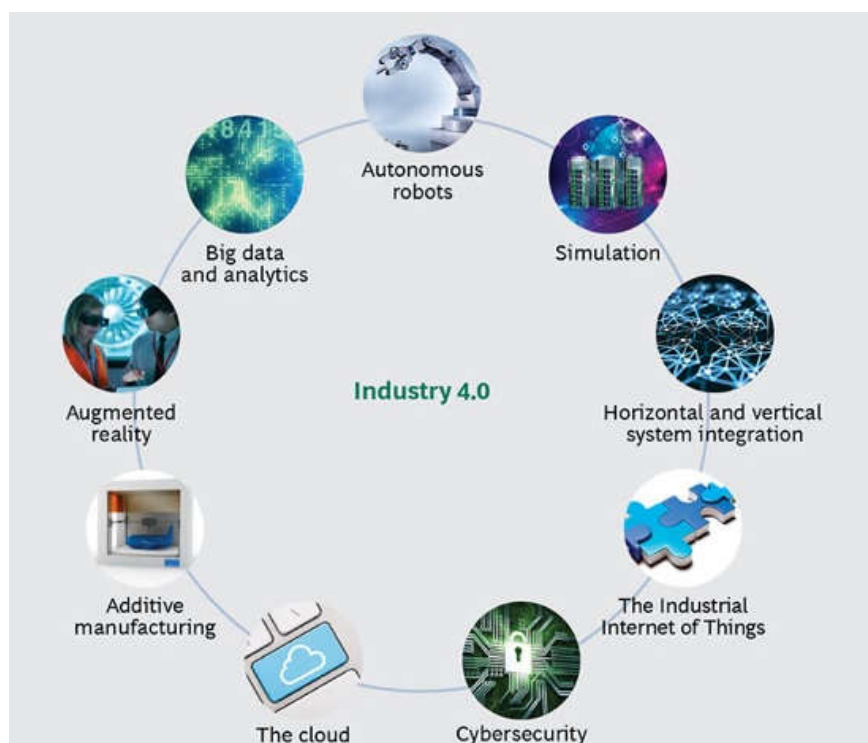 Autonomous
robots
Simulation
Horizontal and vertical
system integration
The Industrial
Internet of Things
Cybersecurity
The cloud
Additive
manufacturing
Augmented
reality
Big data
and analytics
Industry 4.0